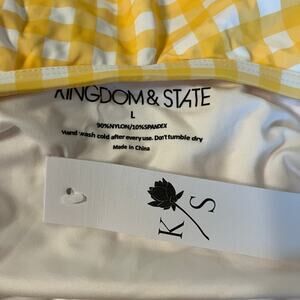 KINGDOM & STATE
L
90%NYLON/10%SPANDEX
Hand wash cold after every use. Don't tumble dry
Made in China
K S